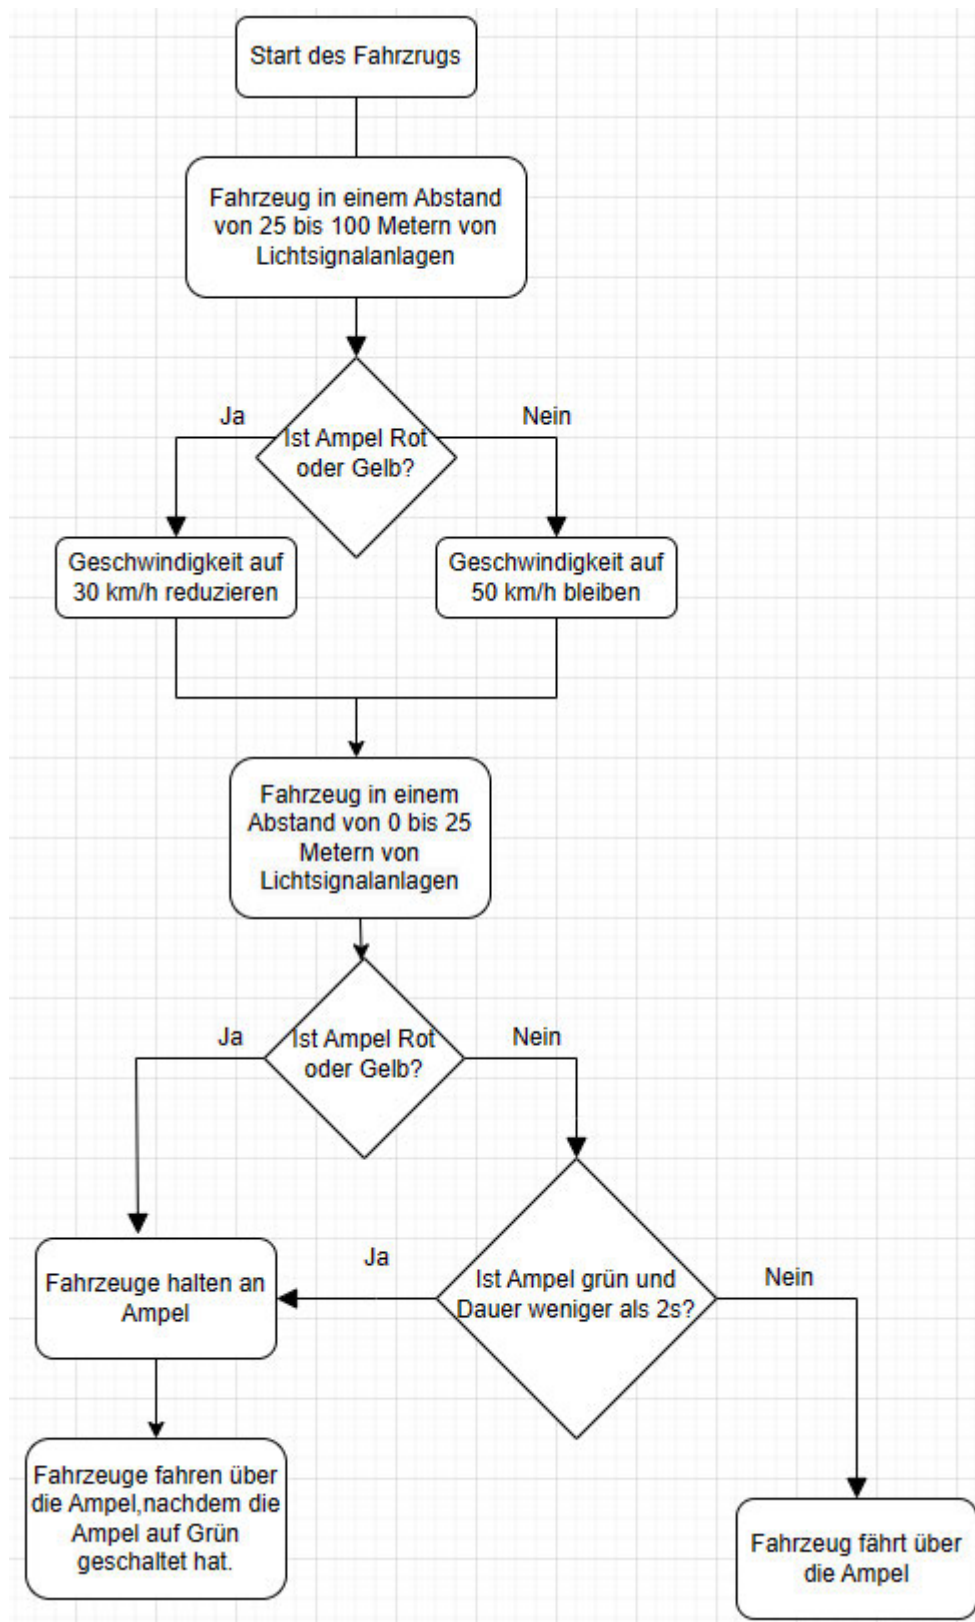 Start des Fahrzrugs
Fahrzeug in einem Abstand
von 25 bis 100 Metern von
Lichtsignalanlagen
Ja
Nein
Ist Ampel Rot
oder Gelb?
Geschwindigkeit auf
30 km/h reduzieren
Geschwindigkeit auf
50 km/h bleiben
Fahrzeug in einem
Abstand von 0 bis 25
Metern von
Lichtsignalanlagen
Ja
Nein
Ist Ampel Rot
oder Gelb?
Ja
Nein
Ist Ampel grün und
Dauer weniger als 2s?
Fahrzeuge halten an
Ampel
Fahrzeuge fahren über
die Ampel,nachdem die
Ampel auf Grün
geschaltet hat.
Fahrzeug fährt über
die Ampel